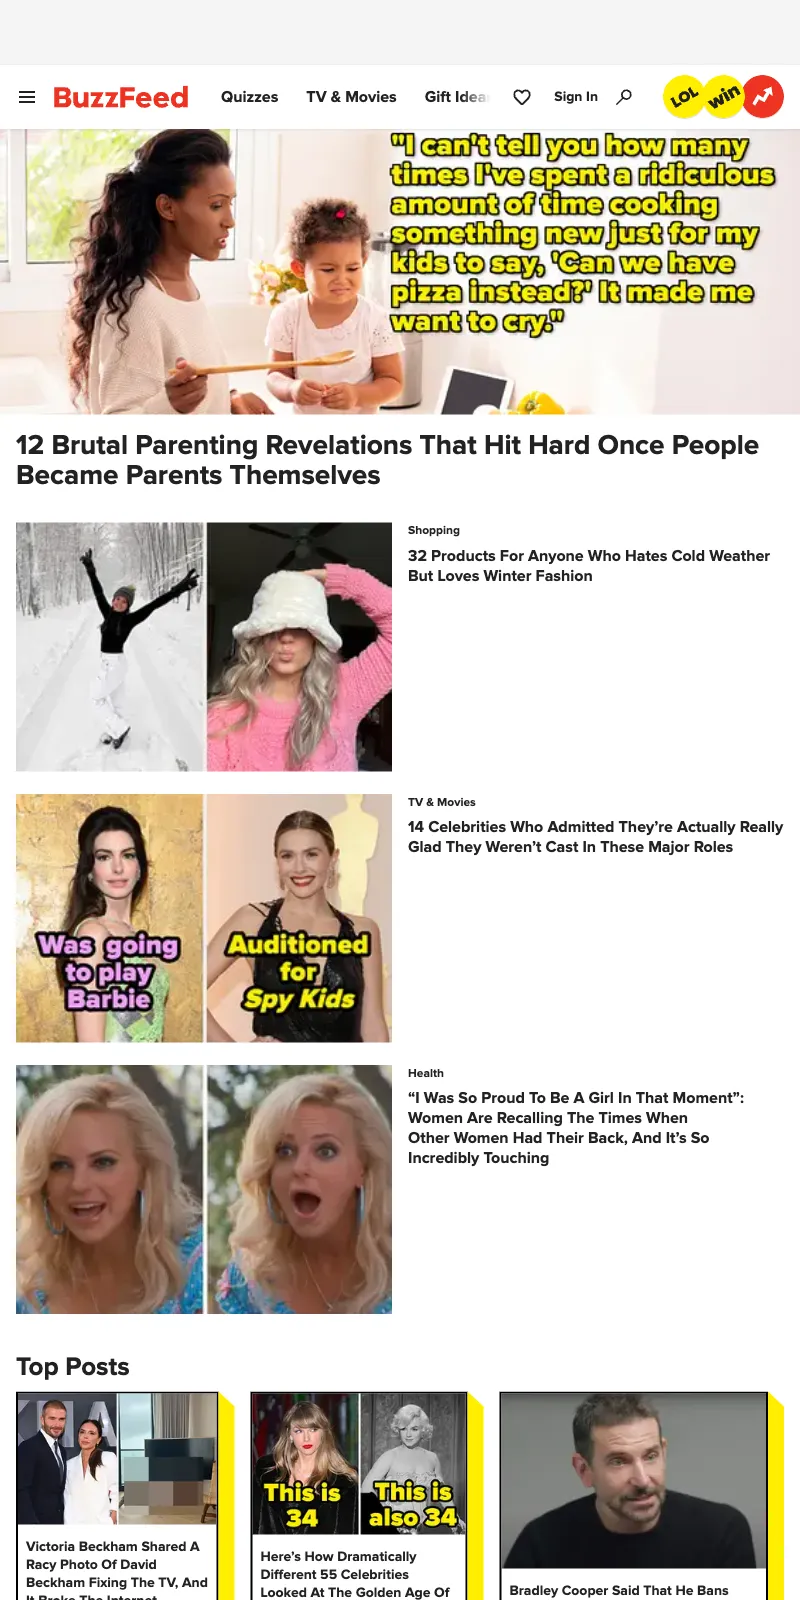 BuzzFeed
Quizzes
TV & Movies
Gift Idea
Sign In
LOL
win
"I can't tell you how many
times I've spent a ridiculous
amount of time cooking
something new just for my
kids to say, 'Can we have
pizza instead?' It made me
want to cry."
12 Brutal Parenting Revelations That Hit Hard Once People
Became Parents Themselves
Shopping
32 Products For Anyone Who Hates Cold Weather
But Loves Winter Fashion
Was going
to play
Barbie
Auditioned
for
Spy Kids
TV & Movies
14 Celebrities Who Admitted They’re Actually Really
Glad They Weren’t Cast In These Major Roles
Health
“I Was So Proud To Be A Girl In That Moment”:
Women Are Recalling The Times When
Other Women Had Their Back, And It’s So
Incredibly Touching
Top Posts
Victoria Beckham Shared A
Racy Photo Of David
Beckham Fixing The TV, And
It Broke The Internet
This is
34
This is
also 34
Here’s How Dramatically
Different 55 Celebrities
Looked At The Golden Age Of
Bradley Cooper Said That He Bans